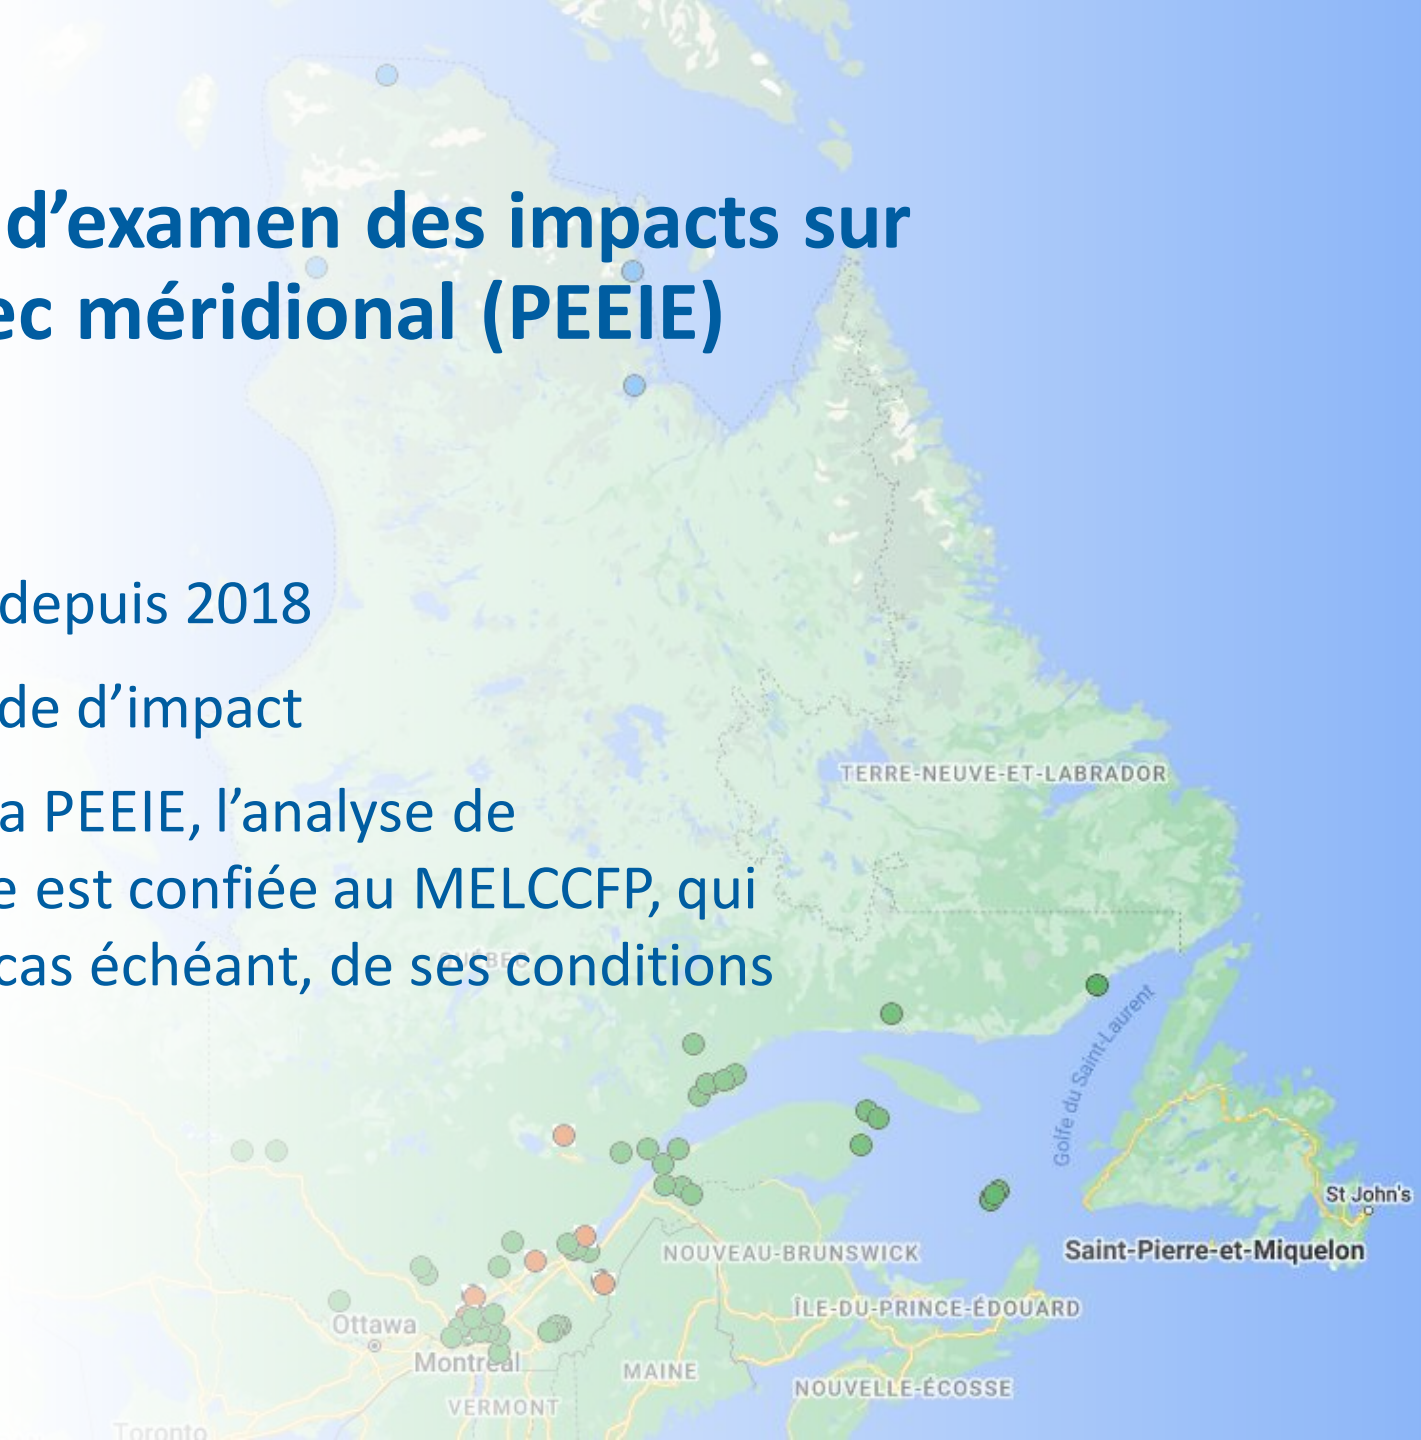 d’examen des impacts sur
ec méridional (PEEIE)
depuis 2018
de d’impact
a PEEIE, l’analyse de
e est confiée au MELCCFP, qui
cas échéant, de ses conditions
TERRE-NEUVE-ET-LABRADOR
QUÉBEC
Golfe du Saint-Laurent
St John's
Saint-Pierre-et-Miquelon
NOUVEAU-BRUNSWICK
ÎLE-DU-PRINCE-ÉDOUARD
Ottawa
Montréal
MAINE
NOUVELLE-ÉCOSSE
VERMONT
Toronto